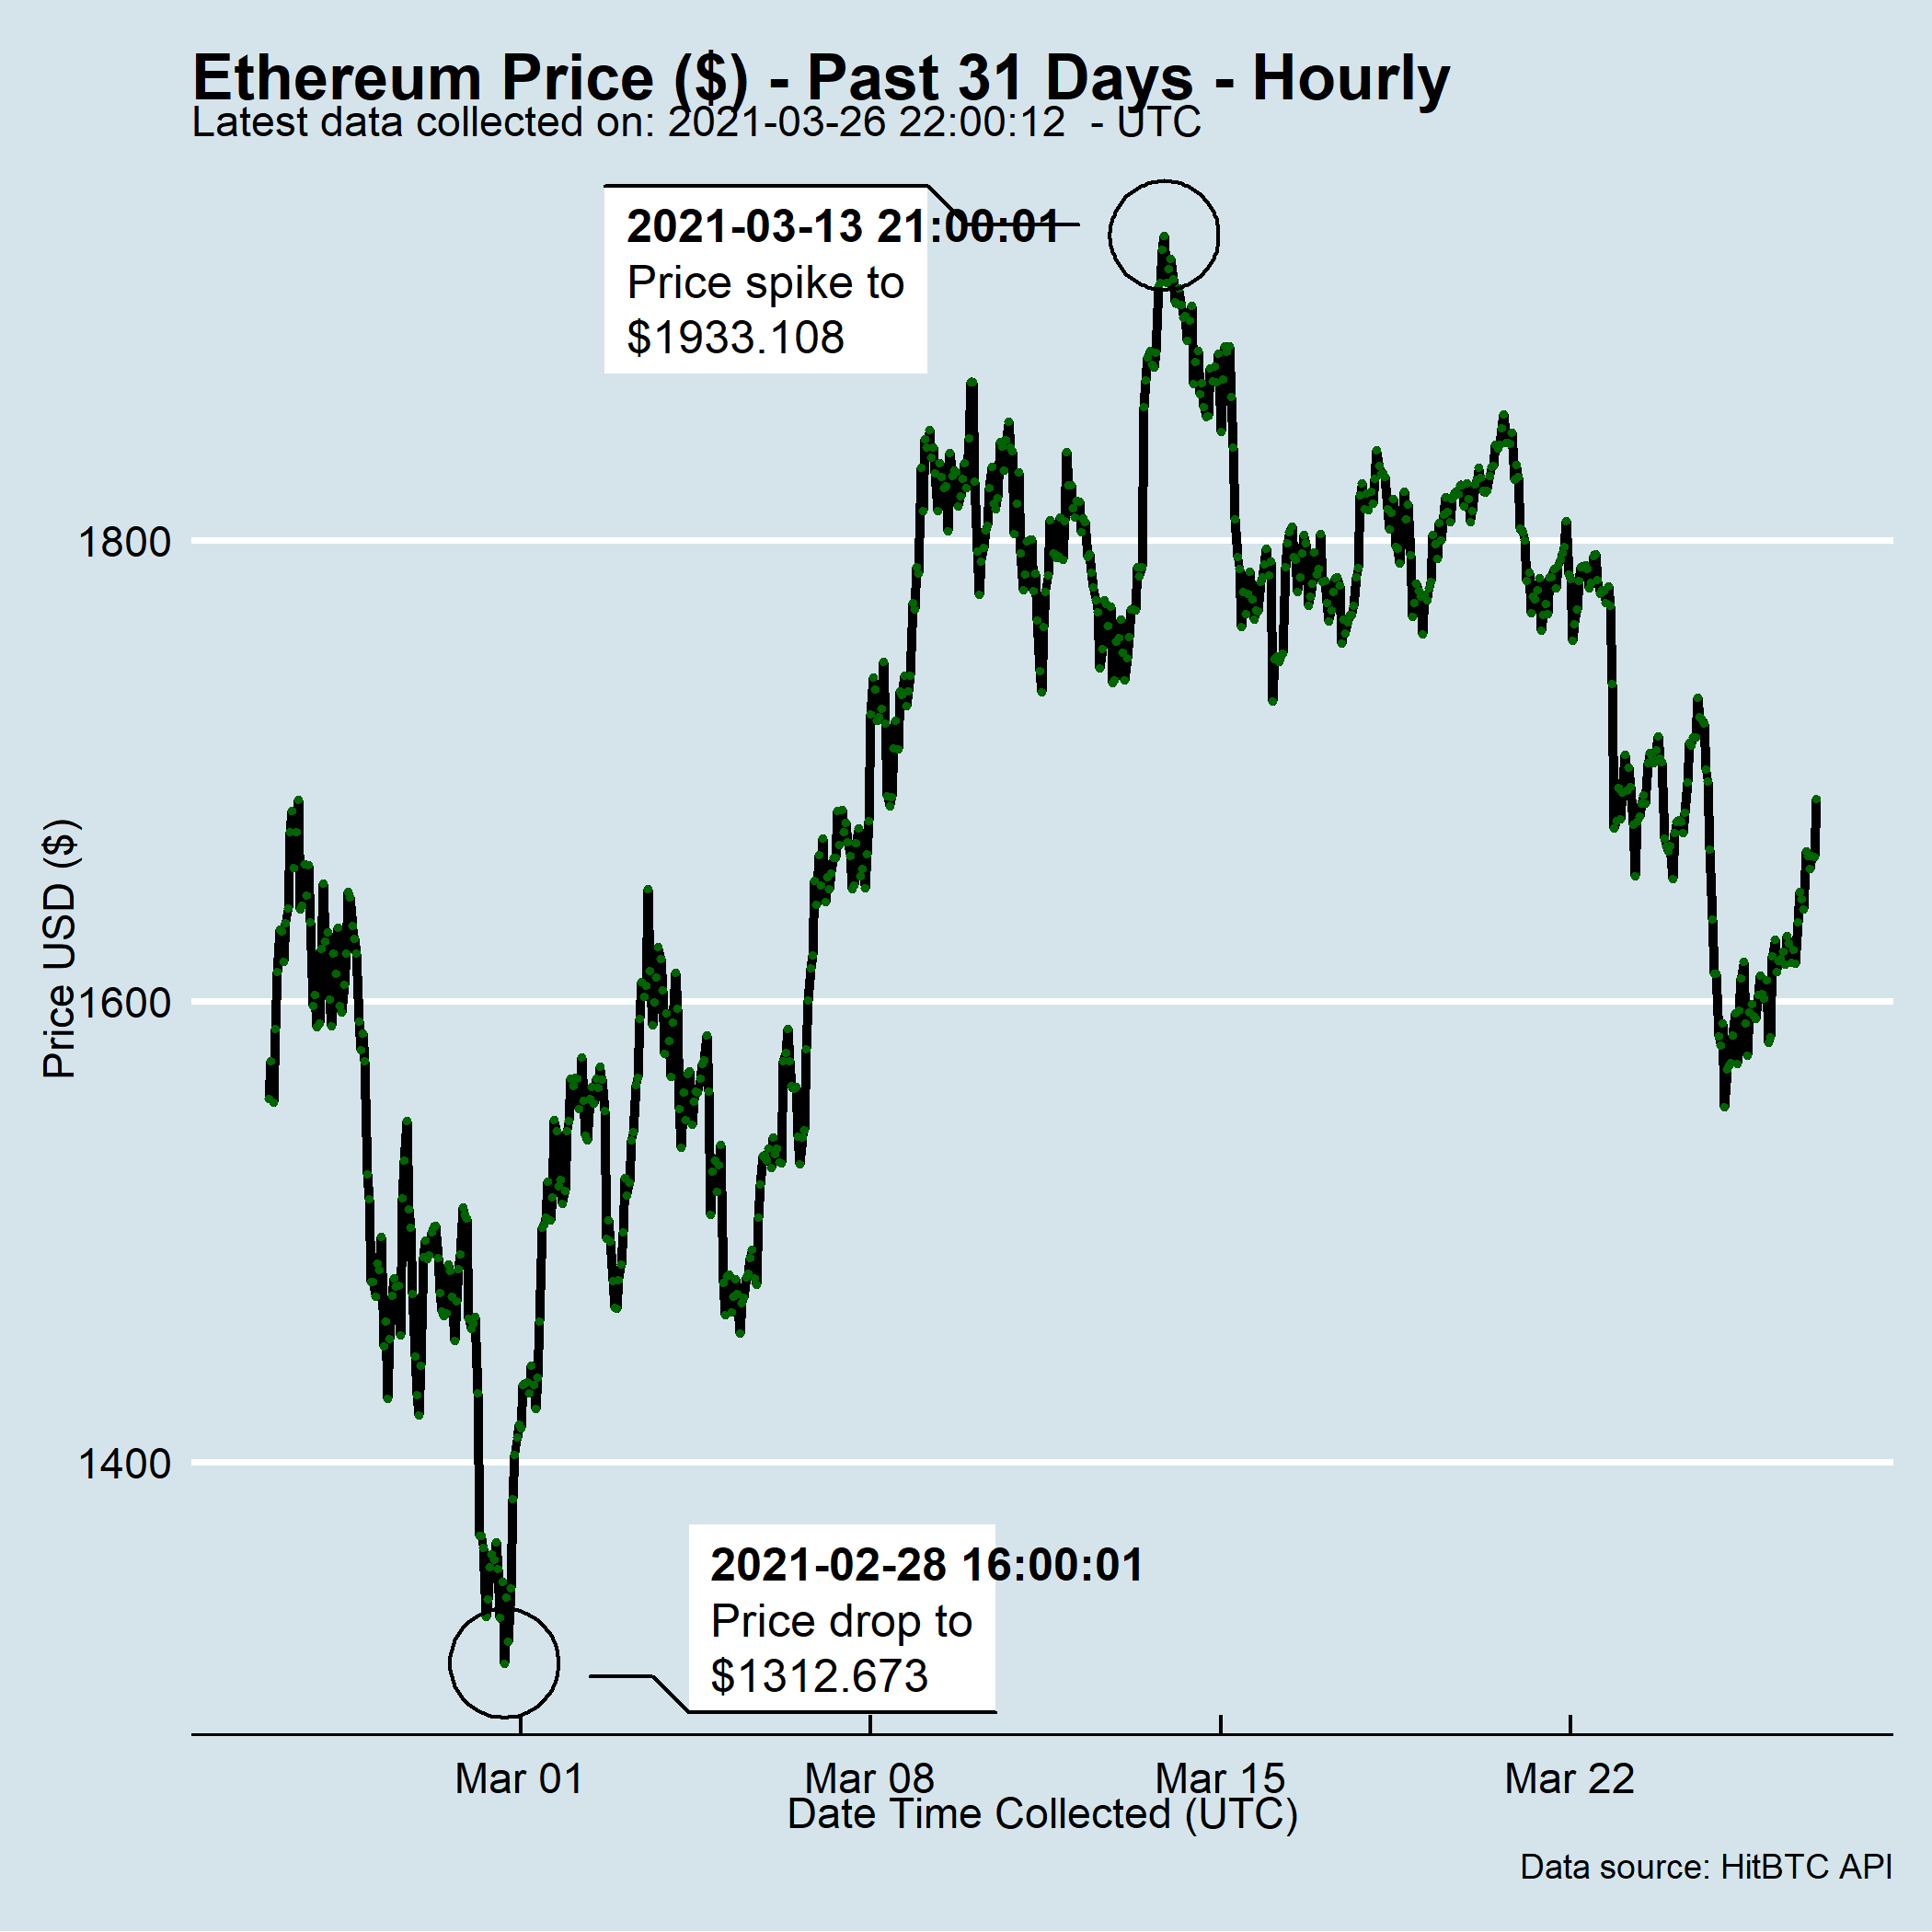 Ethereum Price ($) - Past 31 Days - Hourly
Latest data collected on: 2021-03-26 22:00:12  - UTC
2021-03-13 21:00:01
Price spike to
$1933.108
1800
1600
1400
Price USD ($)
2021-02-28 16:00:01
Price drop to
$1312.673
Mar 01
Mar 08
Mar 15
Mar 22
Date Time Collected (UTC)
Data source: HitBTC API